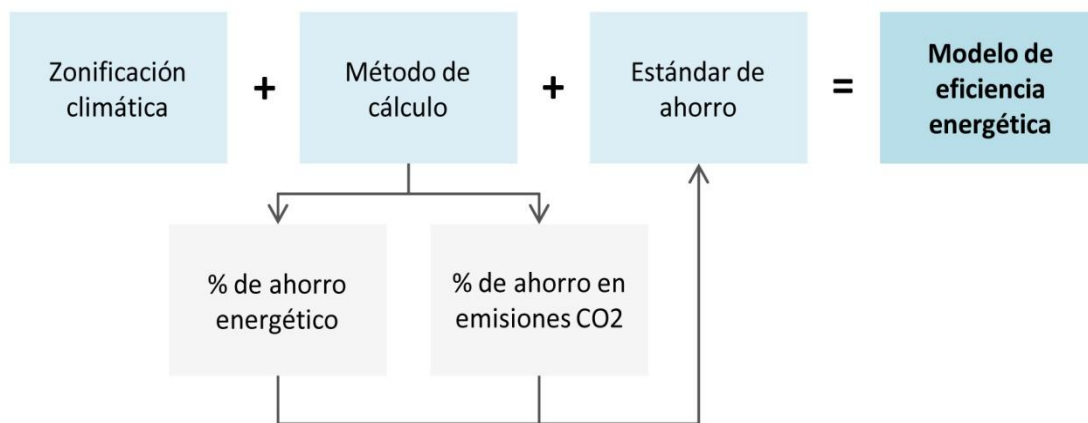 Zonificación
climática
+
Método de
cálculo
+
Estándar de
ahorro
=
Modelo de
eficiencia
energética
% de ahorro
energético
% de ahorro en
emisiones CO2